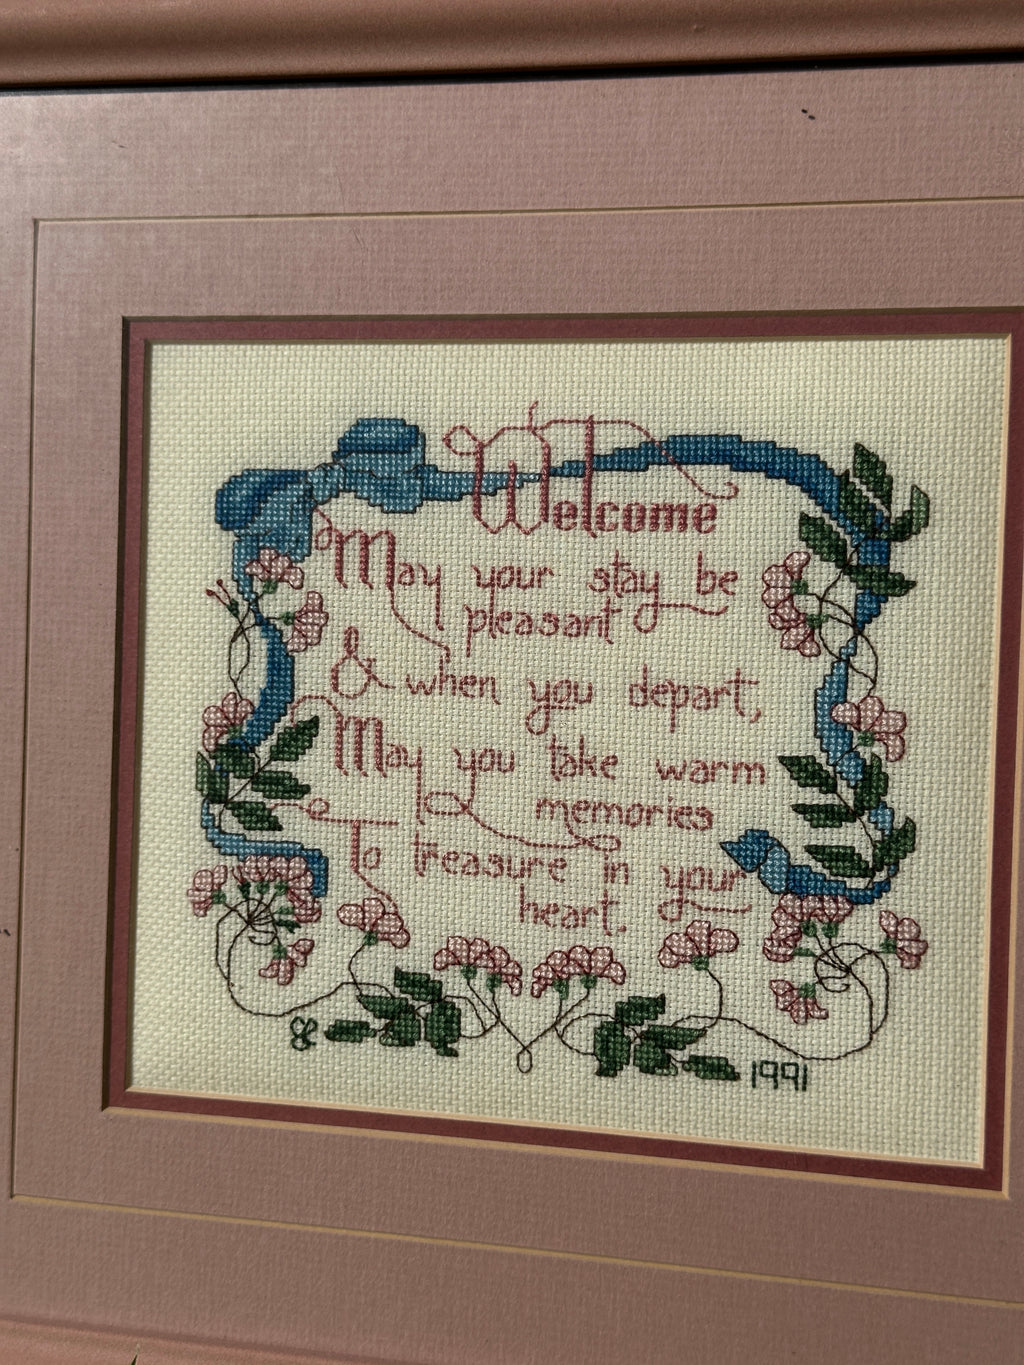 Welcome
May your stay be
pleasant
& when you depart,
May you take warm
memories
To treasure in your
heart.
1991